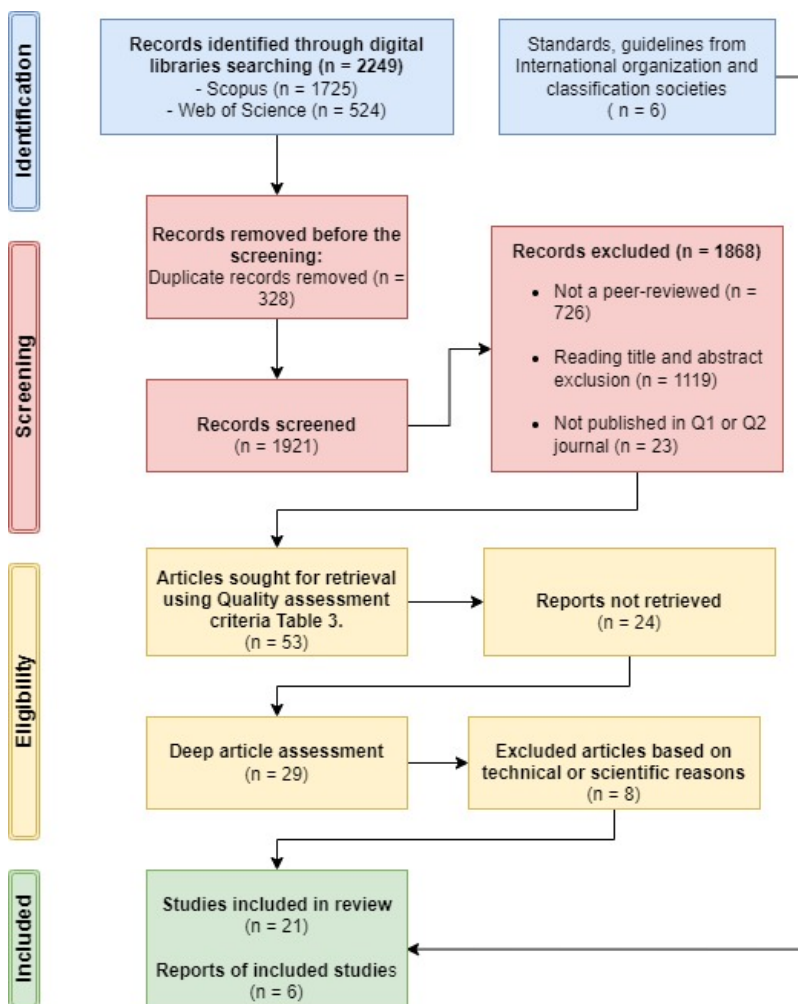 Identification
Records identified through digital
libraries searching (n = 2249)
- Scopus (n = 1725)
- Web of Science (n = 524)
Standards, guidelines from
International organization and
classification societies
( n = 6)
Screening
Records removed before the
screening:
Duplicate records removed (n =
328)
Records excluded (n = 1868)
• Not a peer-reviewed (n =
726)
• Reading title and abstract
exclusion (n = 1119)
• Not published in Q1 or Q2
journal (n = 23)
Records screened
(n = 1921)
Eligibility
Articles sought for retrieval
using Quality assessment
criteria Table 3.
(n = 53)
Reports not retrieved
(n = 24)
Deep article assessment
(n = 29)
Excluded articles based on
technical or scientific reasons
(n = 8)
Included
Studies included in review
(n = 21)
Reports of included studies
(n = 6)